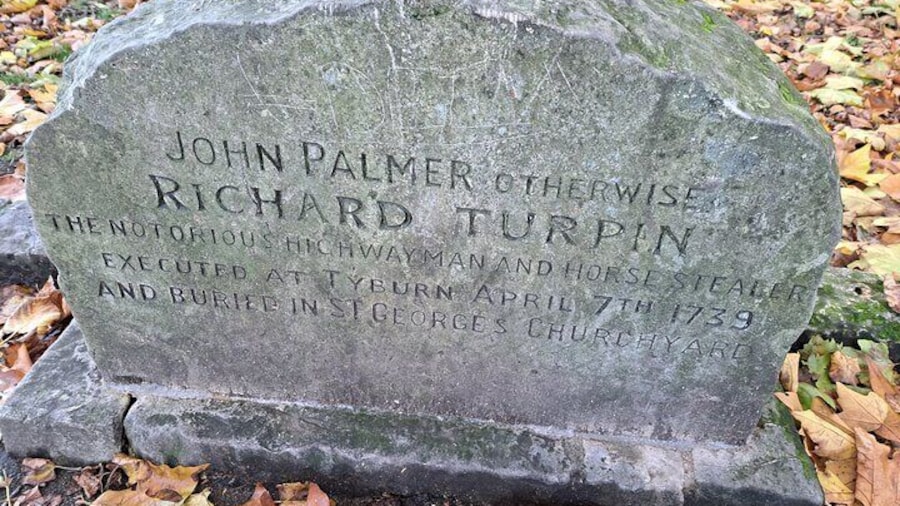 JOHN PALMER OTHERWISE
RICHARD TURPIN
THE NOTORIOUS HIGHWAYMAN AND HORSE STEALER
EXECUTED AT TYBURN APRIL 7TH 1739
AND BURIED IN ST GEORGES CHURCHYARD